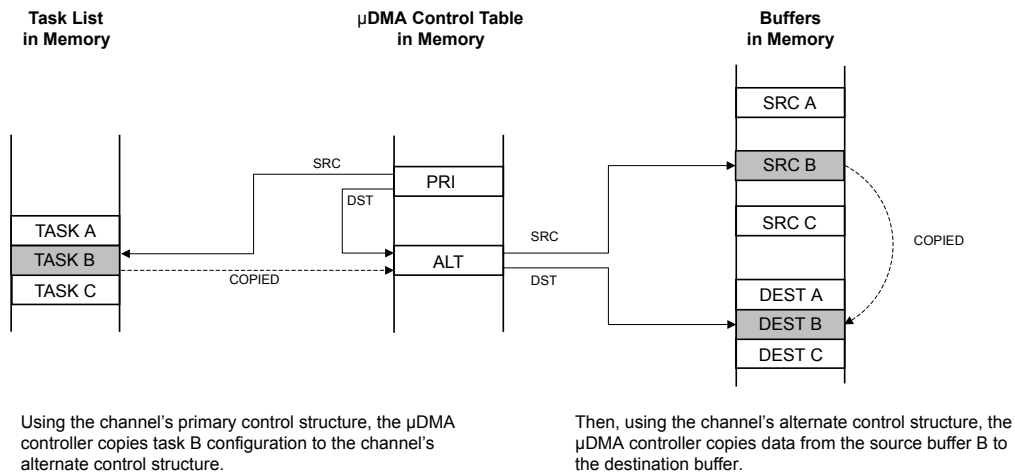 Task List
in Memory
µDMA Control Table
in Memory
Buffers
in Memory
SRC A
SRC
SRC B
PRI
DST
SRC C
TASK A
SRC
COPIED
TASK B
ALT
COPIED
DST
TASK C
DEST A
DEST B
DEST C
Using the channel's primary control structure, the µDMA
controller copies task B configuration to the channel's
alternate control structure.
Then, using the channel's alternate control structure, the
µDMA controller copies data from the source buffer B to
the destination buffer.